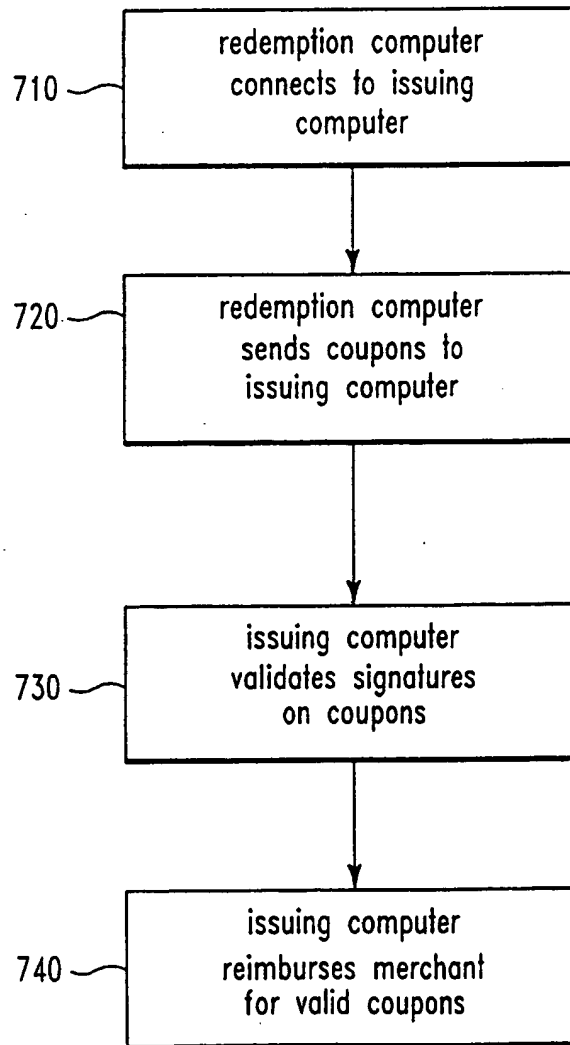 redemption computer
710 connects to issuing
computer
720 redemption computer
sends coupons to
issuing computer
issuing computer
730 validates signatures
on coupons
issuing computer
740 reimburses merchant
for valid coupons